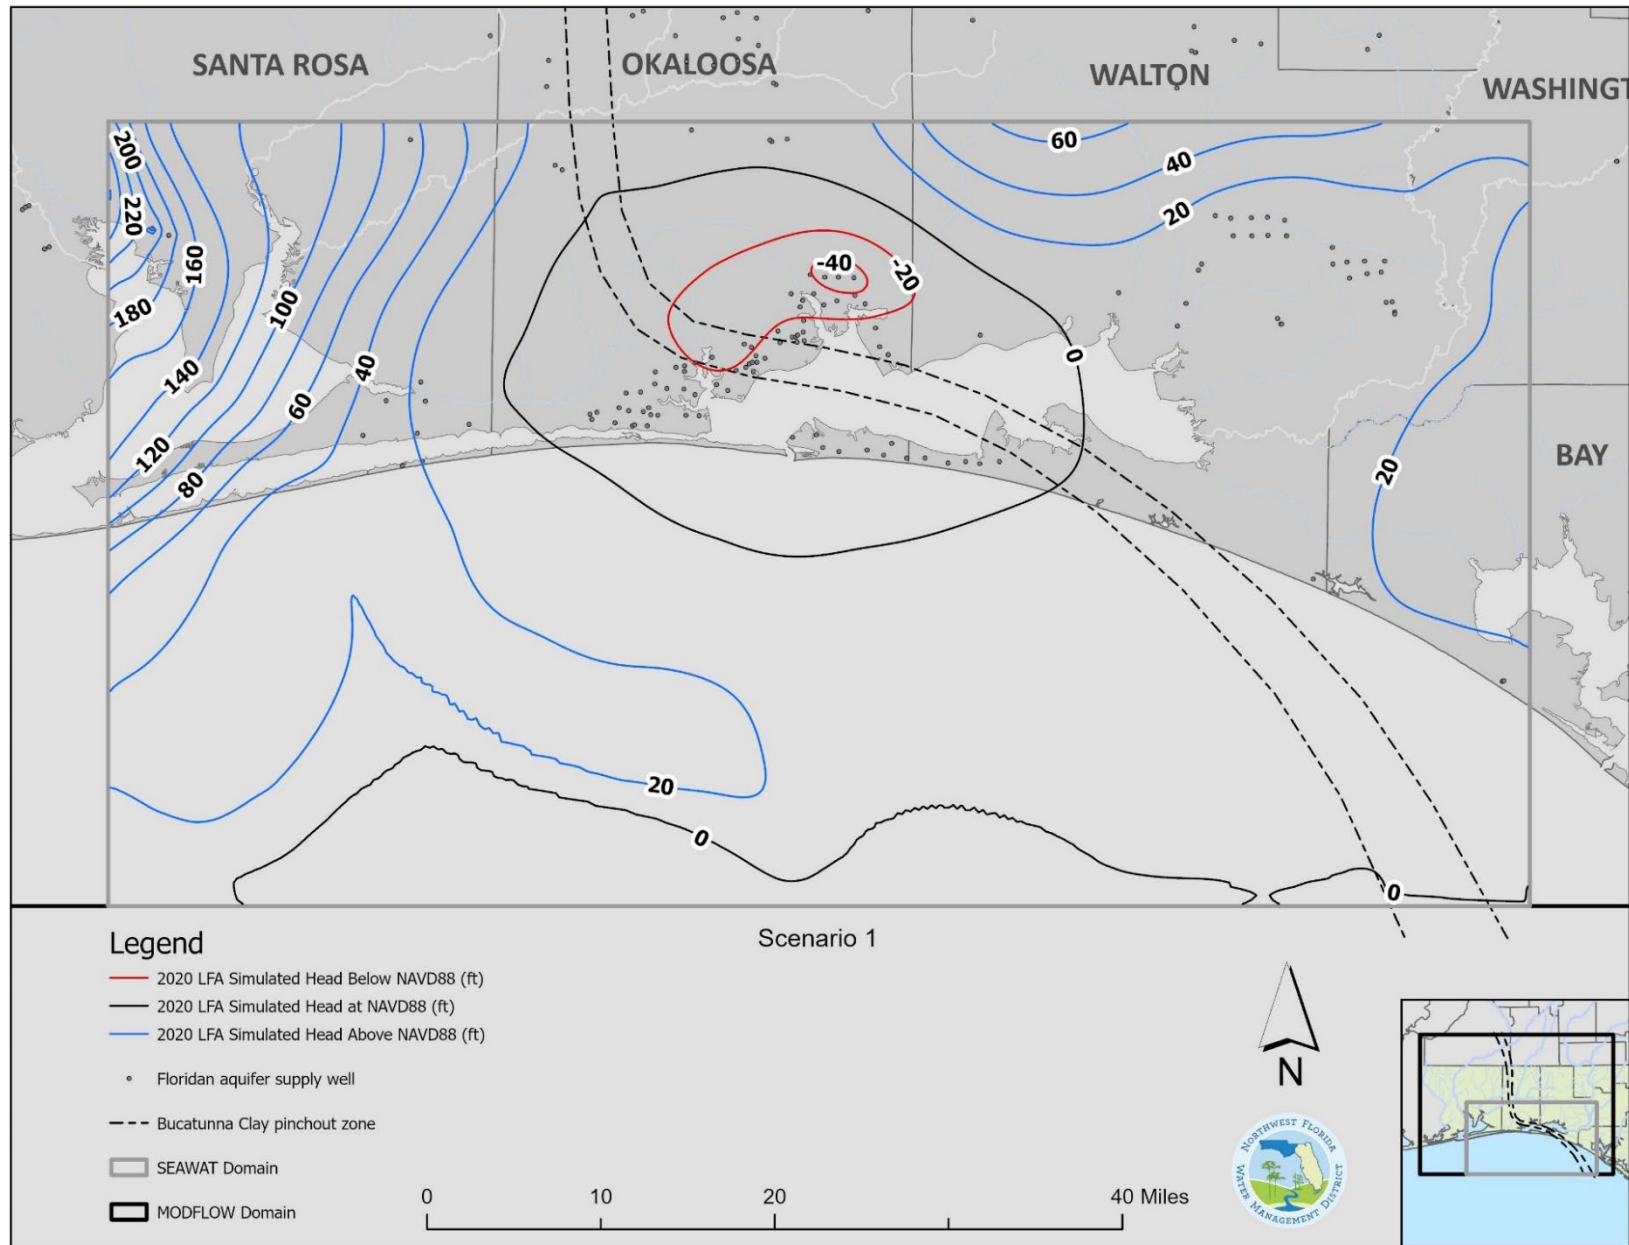 SANTA ROSA
OKALOOSA
WALTON
WASHINGT
200
60
40
220
20
160
-40
-20
180
100
0
140
40
60
120
80
20
BAY
20
0
0
Scenario 1
Legend
2020 LFA Simulated Head Below NAVD88 (ft)
2020 LFA Simulated Head at NAVD88 (ft)
2020 LFA Simulated Head Above NAVD88 (ft)
Floridan aquifer supply well
Bucatunna Clay pinchout zone
SEAWAT Domain
MODFLOW Domain
0 10 20 40 Miles
N
NORTHWEST FLORIDA
WATER MANAGEMENT DISTRICT